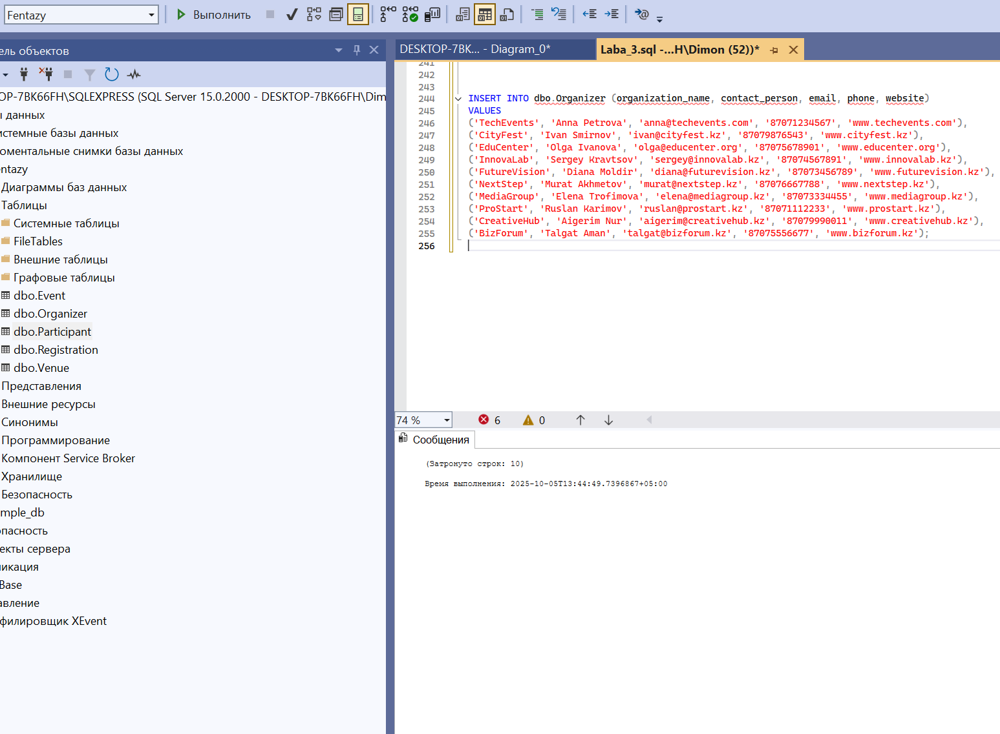 Fentazy
Выполнить
ель объектов
OP-7BK66FH\SQLEXPRESS (SQL Server 15.0.2000 - DESKTOP-7BK66FH\Dim
ы данных
истемные базы данных
оментальные снимки базы данных
entazy
Диаграммы баз данных
Таблицы
Системные таблицы
FileTables
Внешние таблицы
Графовые таблицы
dbo.Event
dbo.Organizer
dbo.Participant
dbo.Registration
dbo.Venue
Представления
Внешние ресурсы
Синонимы
Программирование
Компонент Service Broker
Хранилище
Безопасность
mple_db
опасность
екты сервера
ликация
Base
авление
филировщик XEvent
DESKTOP-7BK... - Diagram_0*
Laba_3.sql -...H\Dimon (52))*
241
242
243
244 INSERT INTO dbo.Organizer (organization_name, contact_person, email, phone, website)
245 VALUES
246 ('TechEvents', 'Anna Petrova', 'anna@techevents.com', '87071234567', 'www.techevents.com'),
247 ('CityFest', 'Ivan Smirnov', 'ivan@cityfest.kz', '87079876543', 'www.cityfest.kz'),
248 ('EduCenter', 'Olga Ivanova', 'olga@educenter.org', '87075678901', 'www.educenter.org'),
249 ('InnovaLab', 'Sergey Kravtsov', 'sergey@innovalab.kz', '87074567891', 'www.innovalab.kz'),
250 ('FutureVision', 'Diana Moldir', 'diana@futurevision.kz', '87073456789', 'www.futurevision.kz'),
251 ('NextStep', 'Murat Akhmetov', 'murat@nextstep.kz', '87076667788', 'www.nextstep.kz'),
252 ('MediaGroup', 'Elena Trofimova', 'elena@mediagroup.kz', '87073334455', 'www.mediagroup.kz'),
253 ('ProStart', 'Ruslan Karimov', 'ruslan@prostart.kz', '87071112233', 'www.prostart.kz'),
254 ('CreativeHub', 'Aigerim Nur', 'aigerim@creativehub.kz', '87079990011', 'www.creativehub.kz'),
255 ('BizForum', 'Talgat Aman', 'talgat@bizforum.kz', '87075556677', 'www.bizforum.kz');
256
74 % 6 0
Сообщения
(Затронуто строк: 10)
Время выполнения: 2025-10-05T13:44:49.7396867+05:00